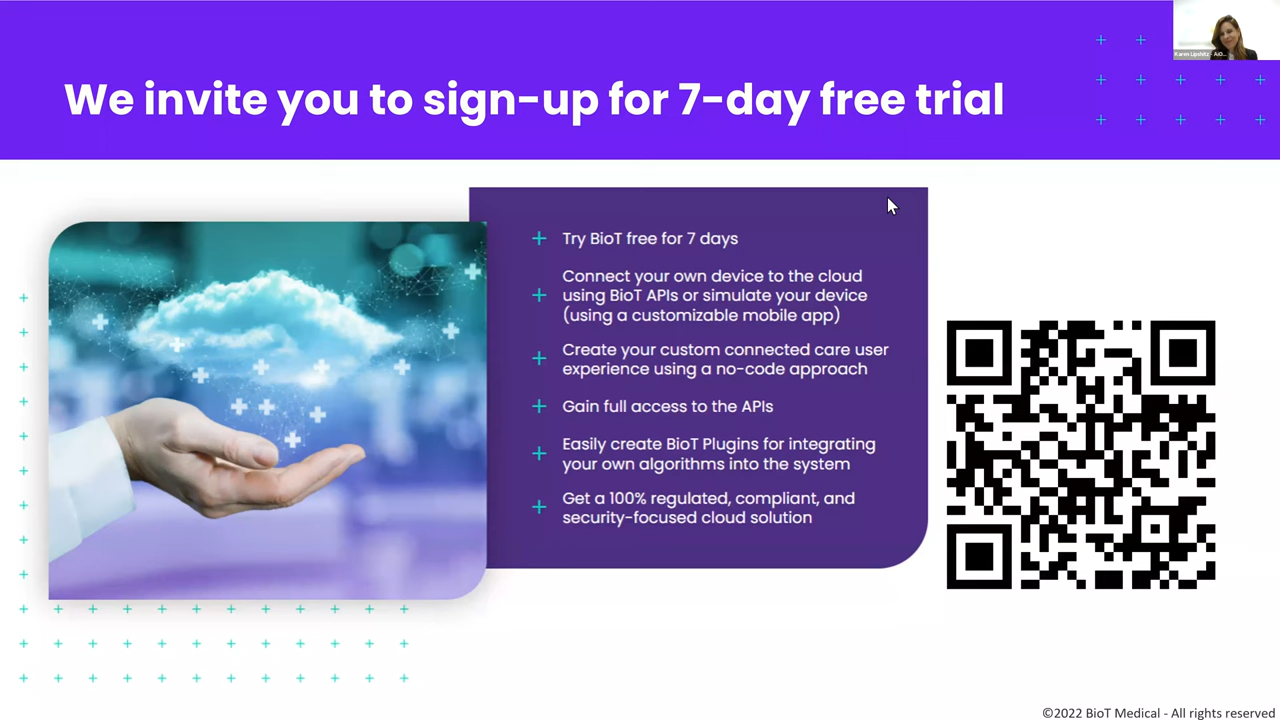 Karen Lipshitz - AiO...
We invite you to sign-up for 7-day free trial
Try BioT free for 7 days
Connect your own device to the cloud
using BioT APIs or simulate your device
(using a customizable mobile app)
Create your custom connected care user
experience using a no-code approach
Gain full access to the APIs
Easily create BioT Plugins for integrating
your own algorithms into the system
Get a 100% regulated, compliant, and
security-focused cloud solution
©2022 BioT Medical - All rights reserved